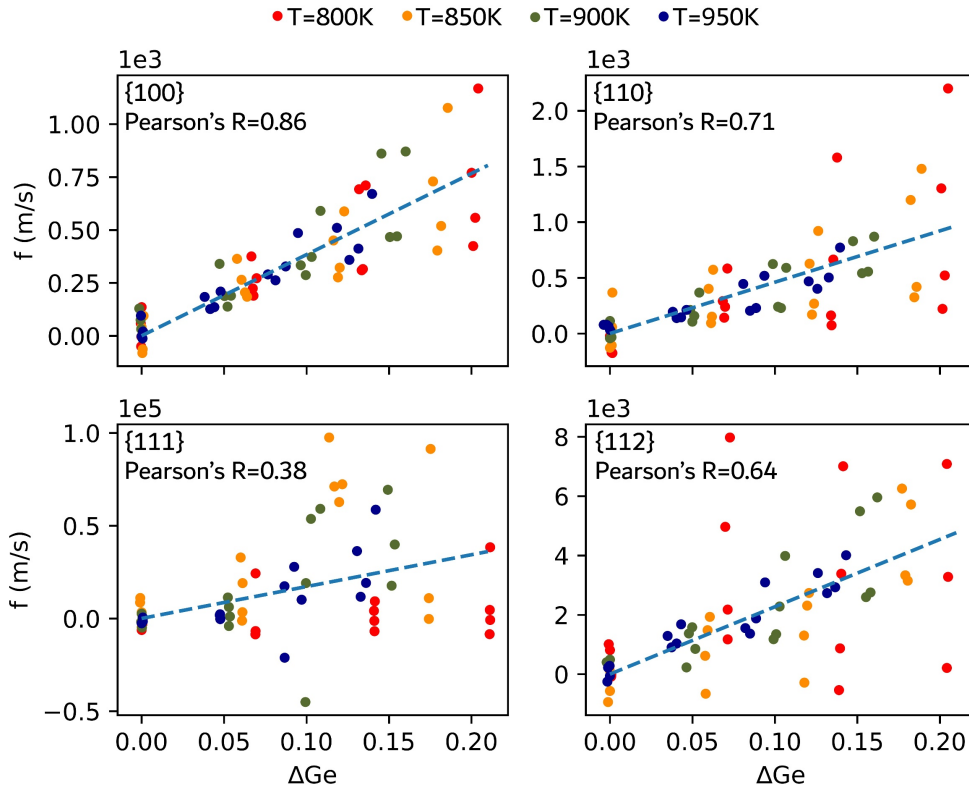 T=800K T=850K T=900K T=950K
1e3
{100}
Pearson's R=0.86
1.00
0.75
0.50
0.25
0.00
f (m/s)
1e3
{110}
Pearson's R=0.71
2.0
1.5
1.0
0.5
0.0
1e5
{111}
Pearson's R=0.38
1.0
0.5
0.0
−0.5
f (m/s)
0.00 0.05 0.10 0.15 0.20
ΔGe
1e3
{112}
Pearson's R=0.64
8
6
4
2
0
0.00 0.05 0.10 0.15 0.20
ΔGe